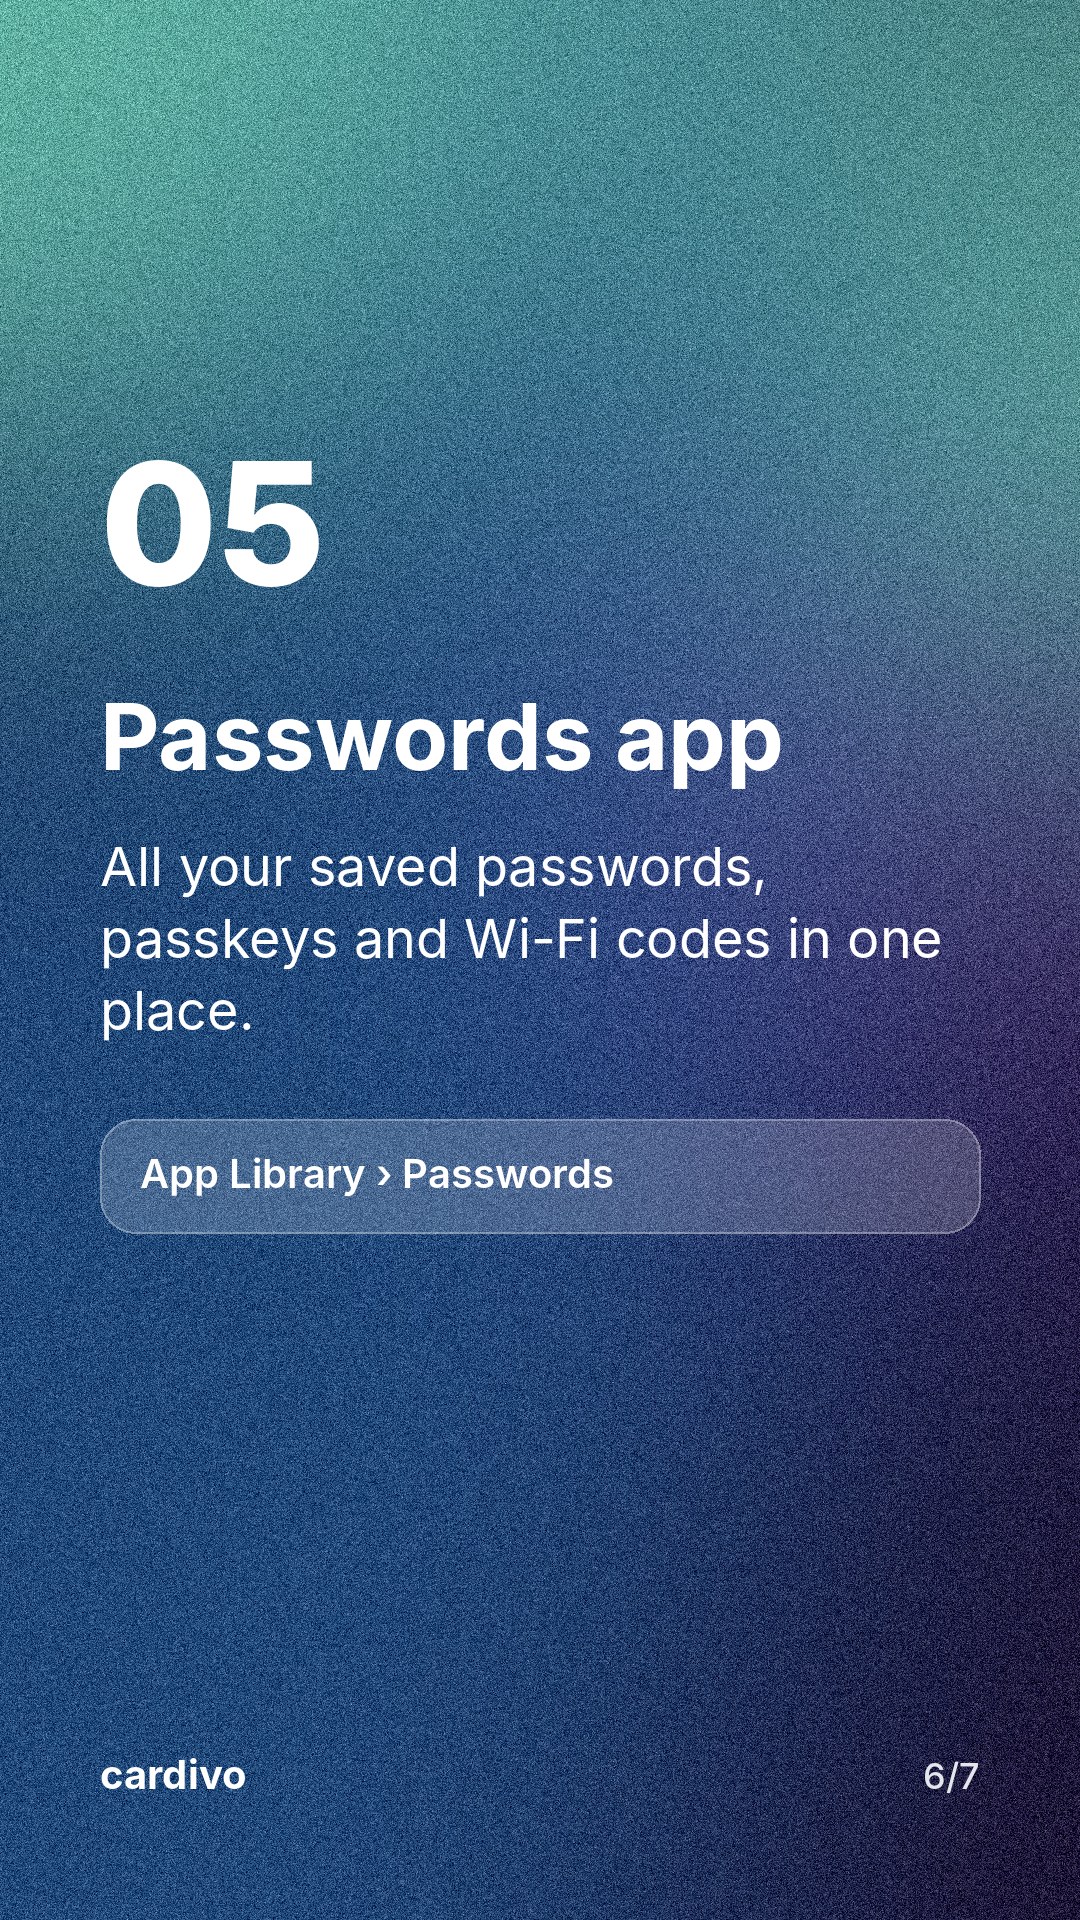 05
Passwords app
All your saved passwords,
passkeys and Wi-Fi codes in one
place.
App Library › Passwords
cardivo
6/7